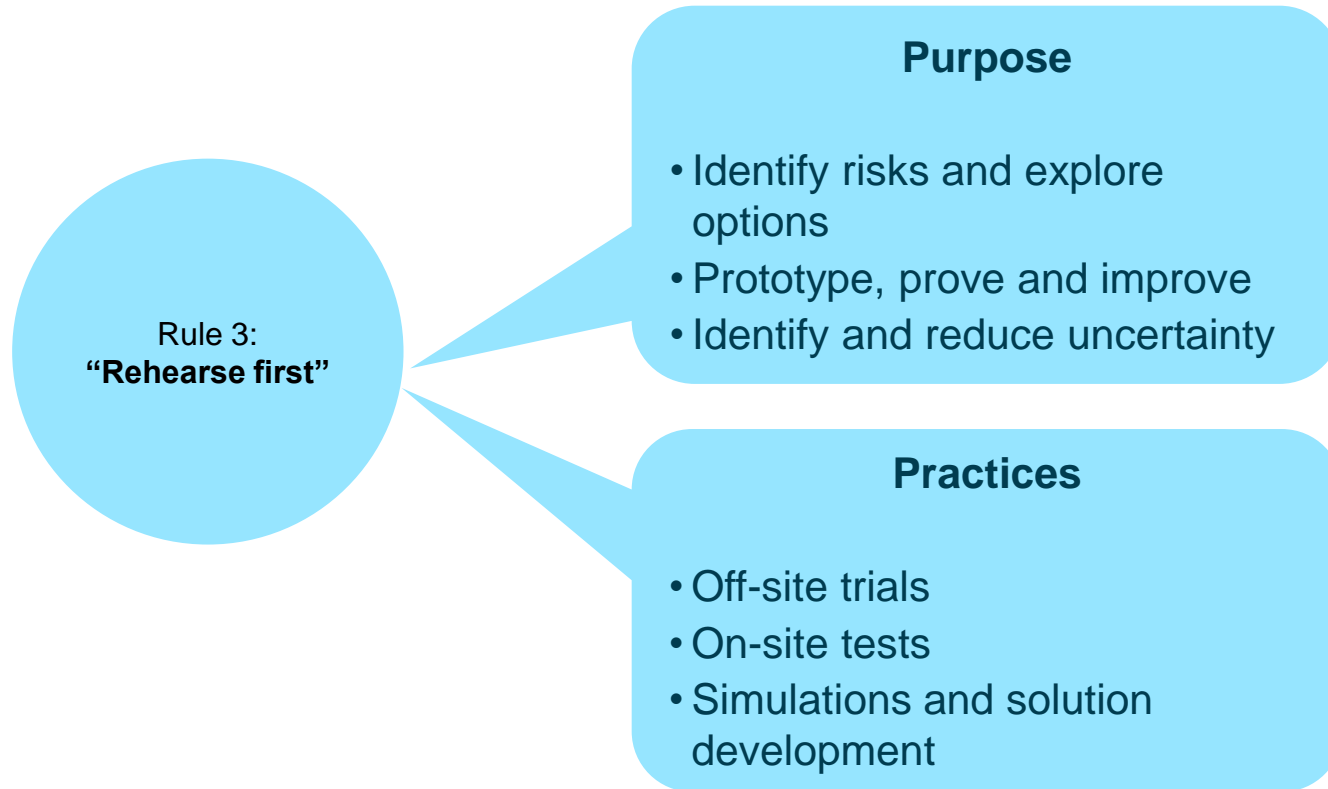 Rule 3:
“Rehearse first”
Purpose
• Identify risks and explore
options
• Prototype, prove and improve
• Identify and reduce uncertainty
Practices
• Off-site trials
• On-site tests
• Simulations and solution
development